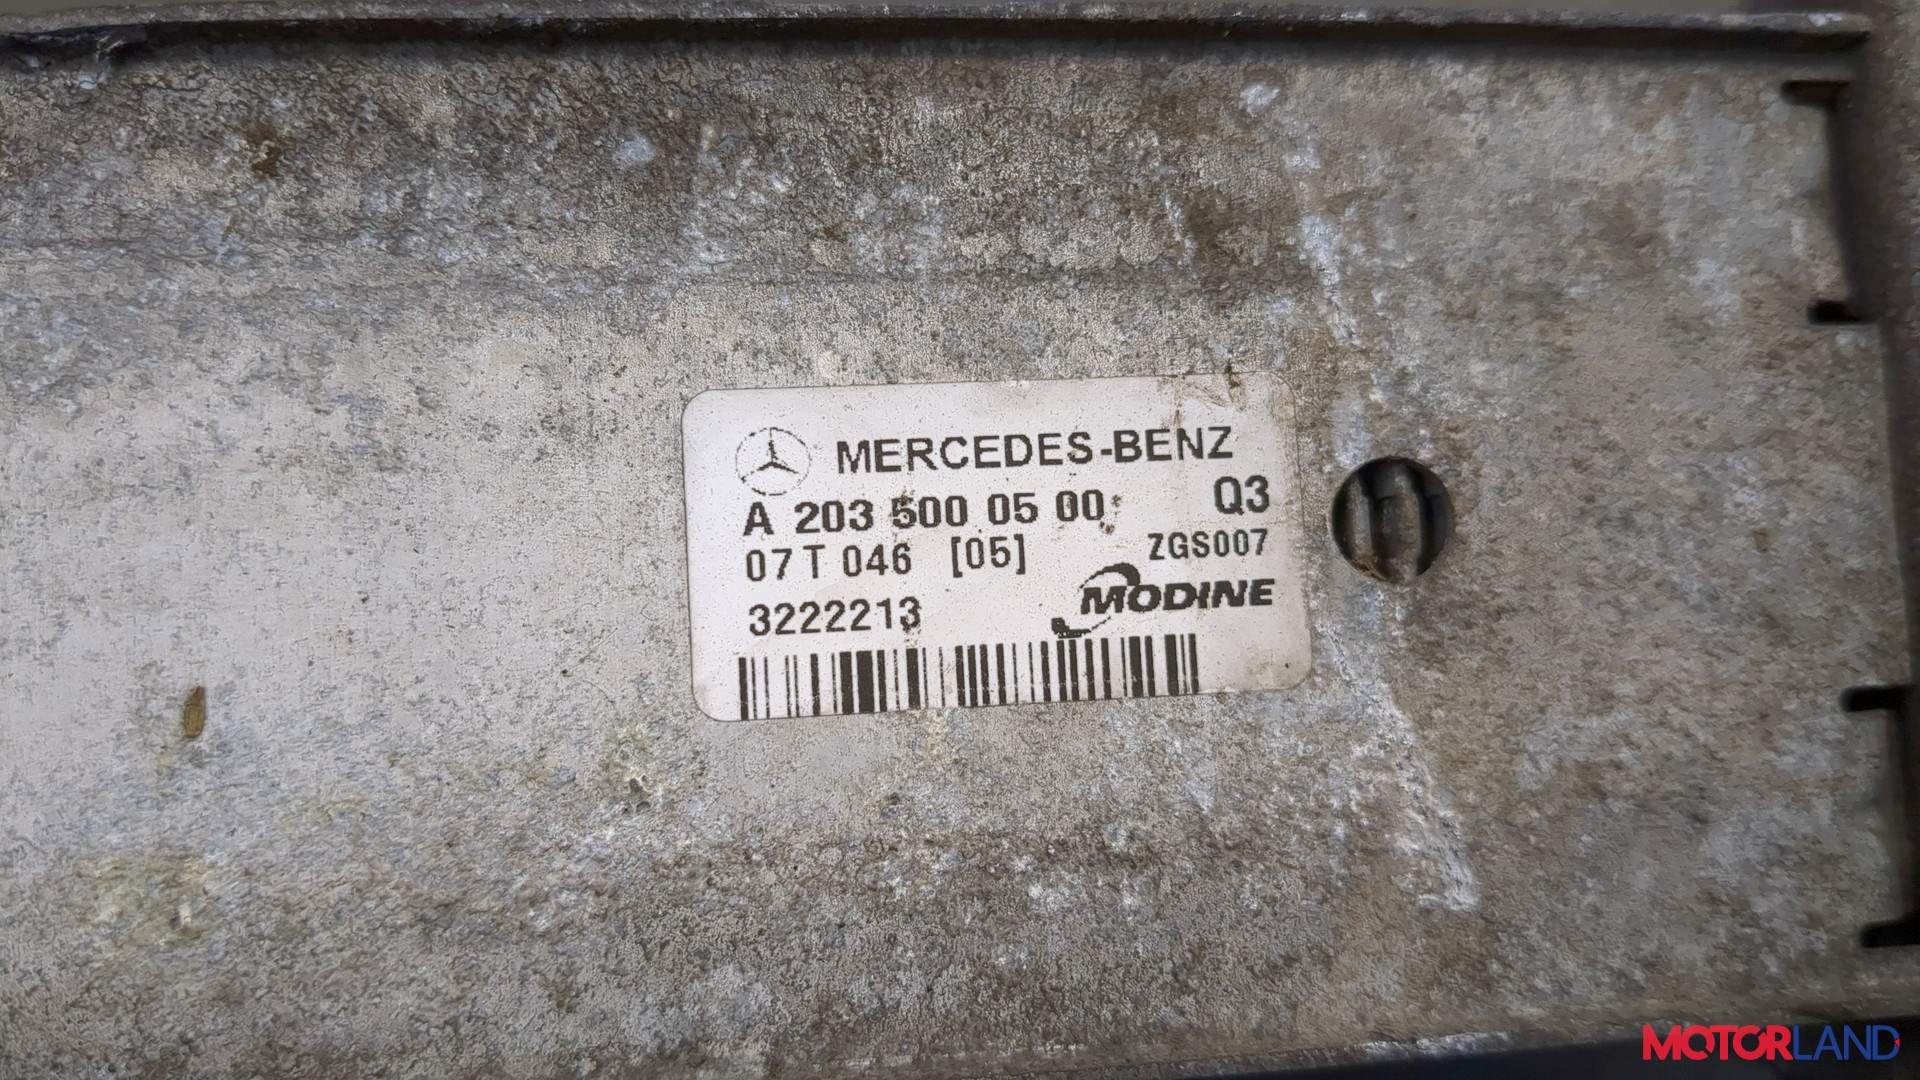 MERCEDES-BENZ
A 203 500 05 00 Q3
07 T 046 [05] ZGS007
3222213 MODINE
MOTORLAND